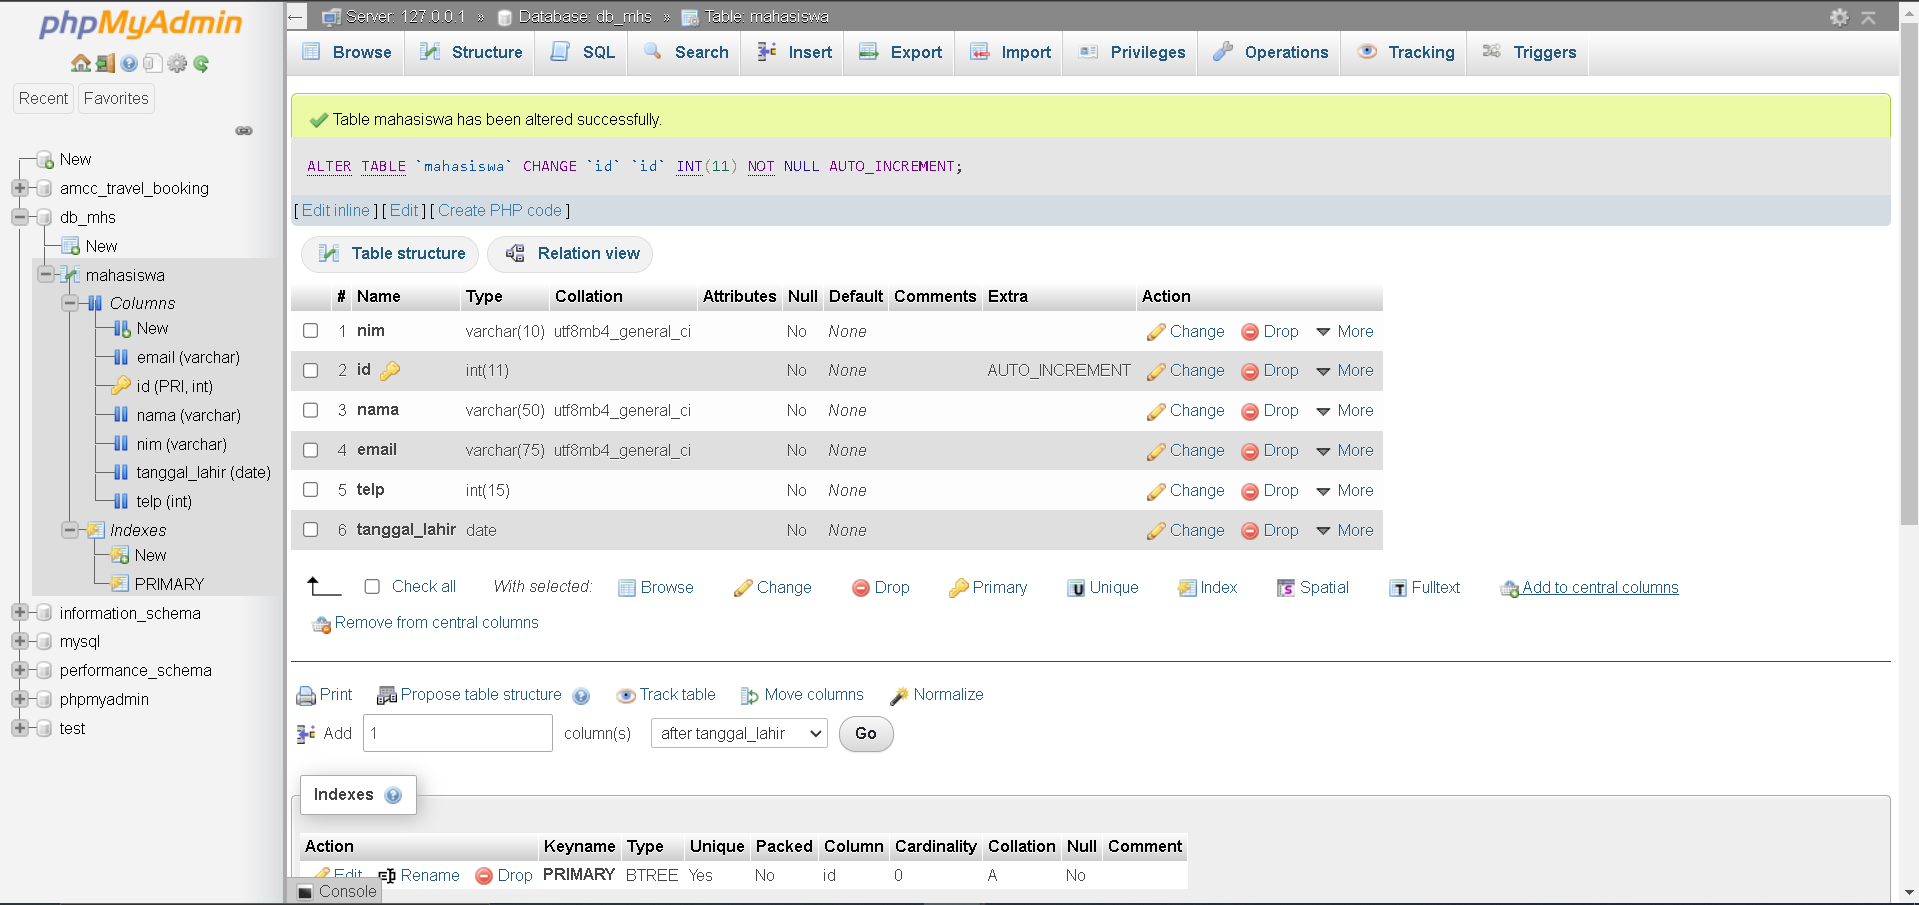 phpMyAdmin
Recent Favorites
New
amcc_travel_booking
db_mhs
New
mahasiswa
Columns
New
email (varchar)
id (PRI, int)
nama (varchar)
nim (varchar)
tanggal_lahir (date)
telp (int)
Indexes
New
PRIMARY
information_schema
mysql
performance_schema
phpmyadmin
test
Server: 127.0.0.1 » Database: db_mhs » Table: mahasiswa
Browse Structure SQL Search Insert Export Import Privileges Operations Tracking Triggers
Table mahasiswa has been altered successfully.
ALTER TABLE `mahasiswa` CHANGE `id` `id` INT(11) NOT NULL AUTO_INCREMENT;
[ Edit inline ] [ Edit ] [ Create PHP code ]
Table structure Relation view
# Name Type Collation Attributes Null Default Comments Extra Action
1 nim varchar(10) utf8mb4_general_ci No None Change Drop More
2 id int(11) No None AUTO_INCREMENT Change Drop More
3 nama varchar(50) utf8mb4_general_ci No None Change Drop More
4 email varchar(75) utf8mb4_general_ci No None Change Drop More
5 telp int(15) No None Change Drop More
6 tanggal_lahir date No None Change Drop More
Check all With selected: Browse Change Drop Primary Unique Index Spatial Fulltext Add to central columns
Remove from central columns
Print Propose table structure Track table Move columns Normalize
Add 1 column(s) after tanggal_lahir Go
Indexes
Action Keyname Type Unique Packed Column Cardinality Collation Null Comment
Edit Rename Drop PRIMARY BTREE Yes No id 0 A No
Console